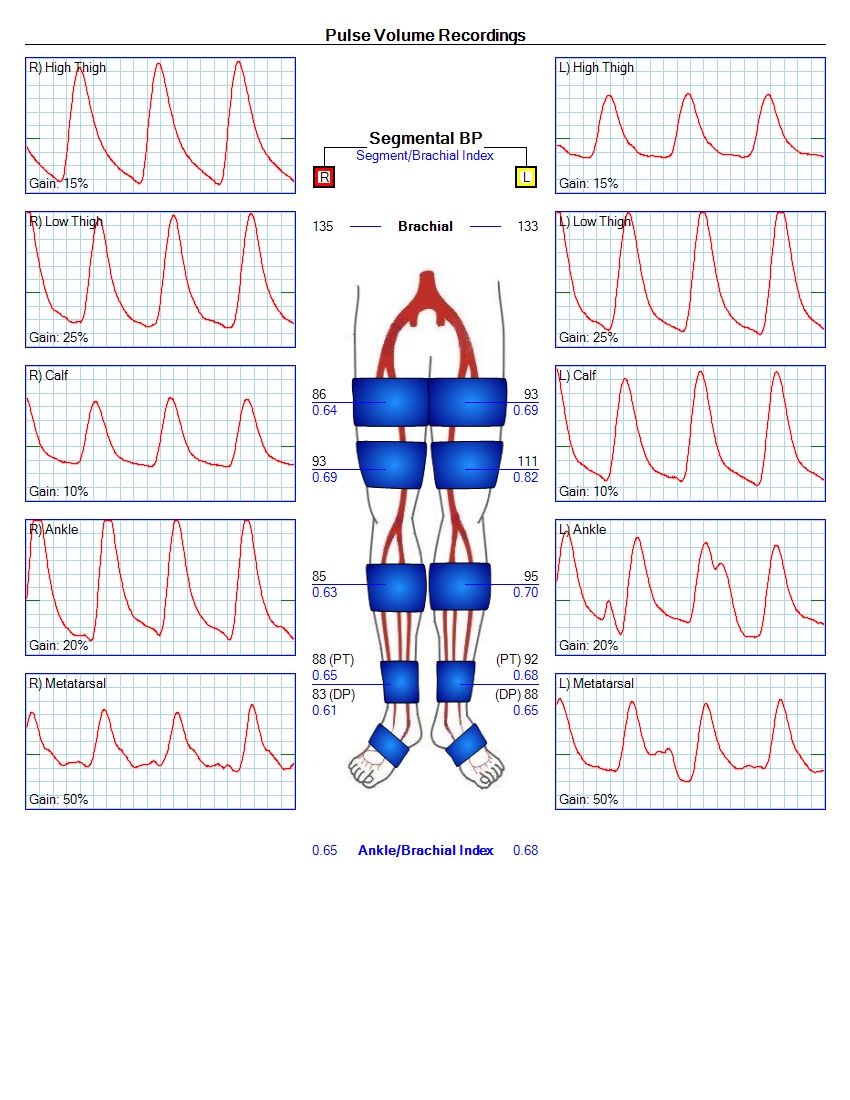 Pulse Volume Recordings
R) High Thigh
Gain: 15%
L) High Thigh
Gain: 15%
Segmental BP
Segment/Brachial Index
R
L
135 Brachial 133
R) Low Thigh
Gain: 25%
L) Low Thigh
Gain: 25%
R) Calf
Gain: 10%
L) Calf
Gain: 10%
86 93
0.64 0.69
93 111
0.69 0.82
R) Ankle
Gain: 20%
L) Ankle
Gain: 20%
85 95
0.63 0.70
88 (PT) (PT) 92
0.65 0.68
83 (DP) (DP) 88
0.61 0.65
R) Metatarsal
Gain: 50%
L) Metatarsal
Gain: 50%
0.65 Ankle/Brachial Index 0.68